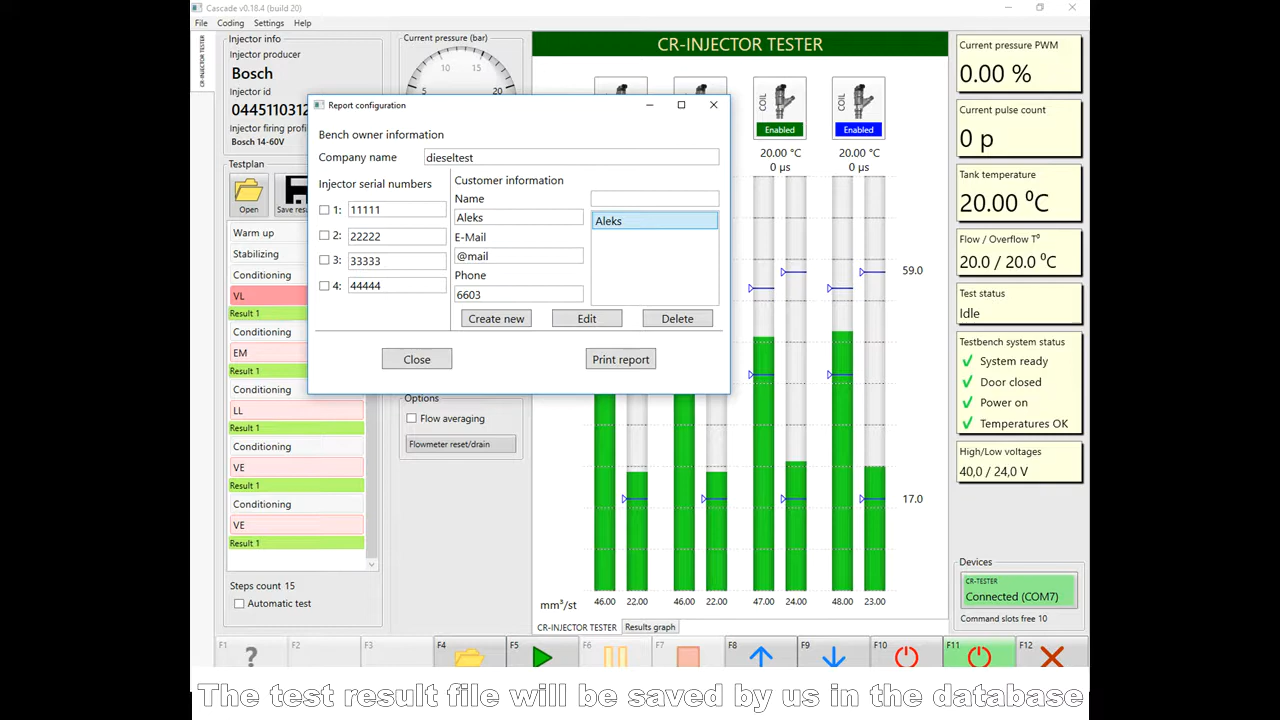 Cascade v0.18.4 (build 20)
File Coding Settings Help
CR-INJECTOR TESTER
Injector info
Injector producer
Bosch
Injector id
0445110312
Injector firing profi
Bosch 14-60V
Testplan
Open
Save resu
Warm up
Stabilizing
Conditioning
VL
Result 1
Conditioning
EM
Result 1
Conditioning
LL
Result 1
Conditioning
VE
Result 1
Conditioning
VE
Result 1
Steps count 15
Automatic test
Current pressure (bar)
5 10 15 20
Report configuration
Bench owner information
Company name dieseltest
Injector serial numbers
1: 11111
2: 22222
3: 33333
4: 44444
Customer information
Name
Aleks
E-Mail
@mail
Phone
6603
Aleks
Create new Edit Delete
Close Print report
Options
Flow averaging
Flowmeter reset/drain
CR-INJECTOR TESTER
COIL COIL
Enabled Enabled
20.00 °C 20.00 °C
0 µs 0 µs
59.0
17.0
mm³/st 46.00 22.00 46.00 22.00 47.00 24.00 48.00 23.00
CR-INJECTOR TESTER Results graph
Current pressure PWM
0.00 %
Current pulse count
0 p
Tank temperature
20.00 ⁰C
Flow / Overflow T⁰
20.0 / 20.0 ⁰C
Test status
Idle
Testbench system status
System ready
Door closed
Power on
Temperatures OK
High/Low voltages
40,0 / 24,0 V
Devices
CR-TESTER
Connected (COM7)
Command slots free 10
F1 F2 F3 F4 F5 F6 F7 F8 F9 F10 F11 F12
?
The test result file will be saved by us in the database